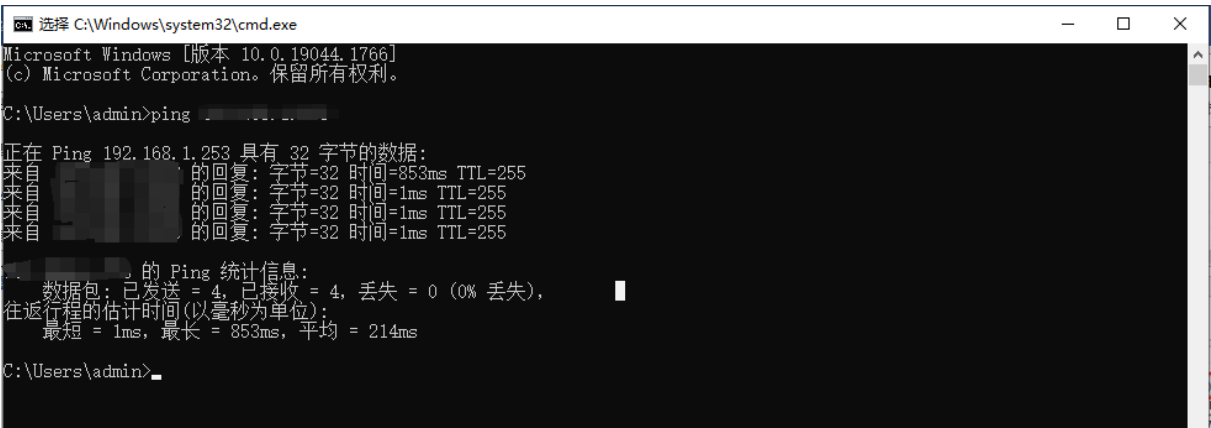 选择 C:\Windows\system32\cmd.exe
Microsoft Windows [版本 10.0.19044.1766]
(c) Microsoft Corporation。保留所有权利。
C:\Users\admin>ping
正在 Ping 192.168.1.253 具有 32 字节的数据:
来自 的回复: 字节=32 时间=853ms TTL=255
来自 的回复: 字节=32 时间=1ms TTL=255
来自 的回复: 字节=32 时间=1ms TTL=255
来自 的回复: 字节=32 时间=1ms TTL=255
的 Ping 统计信息:
数据包: 已发送 = 4, 已接收 = 4, 丢失 = 0 (0% 丢失),
往返行程的估计时间(以毫秒为单位):
最短 = 1ms, 最长 = 853ms, 平均 = 214ms
C:\Users\admin>